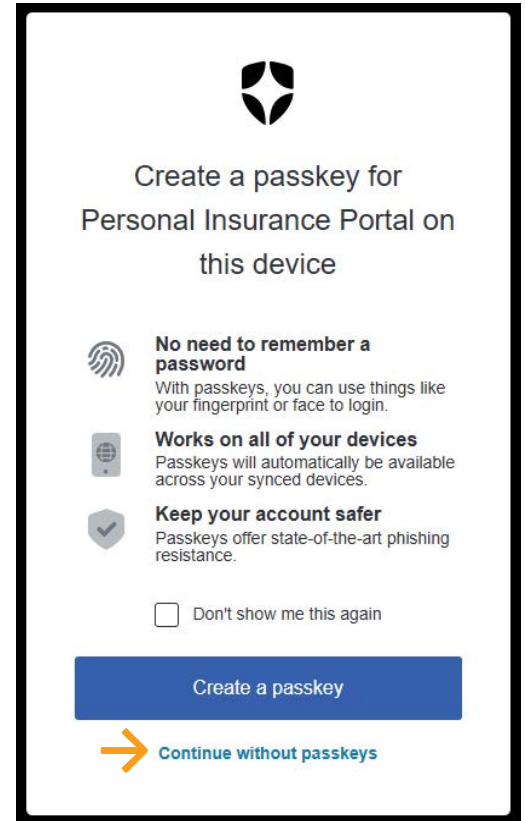 Create a passkey for
Personal Insurance Portal on
this device
No need to remember a
password
With passkeys, you can use things like
your fingerprint or face to login.
Works on all of your devices
Passkeys will automatically be available
across your synced devices.
Keep your account safer
Passkeys offer state-of-the-art phishing
resistance.
Don't show me this again
Create a passkey
Continue without passkeys